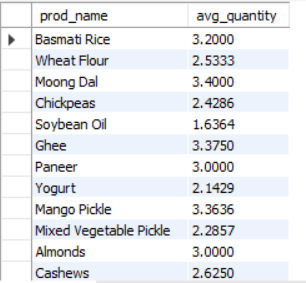 prod_name avg_quantity
Basmati Rice 3.2000
Wheat Flour 2.5333
Moong Dal 3.4000
Chickpeas 2.4286
Soybean Oil 1.6364
Ghee 3.3750
Paneer 3.0000
Yogurt 2.1429
Mango Pickle 3.3636
Mixed Vegetable Pickle 2.2857
Almonds 3.0000
Cashews 2.6250